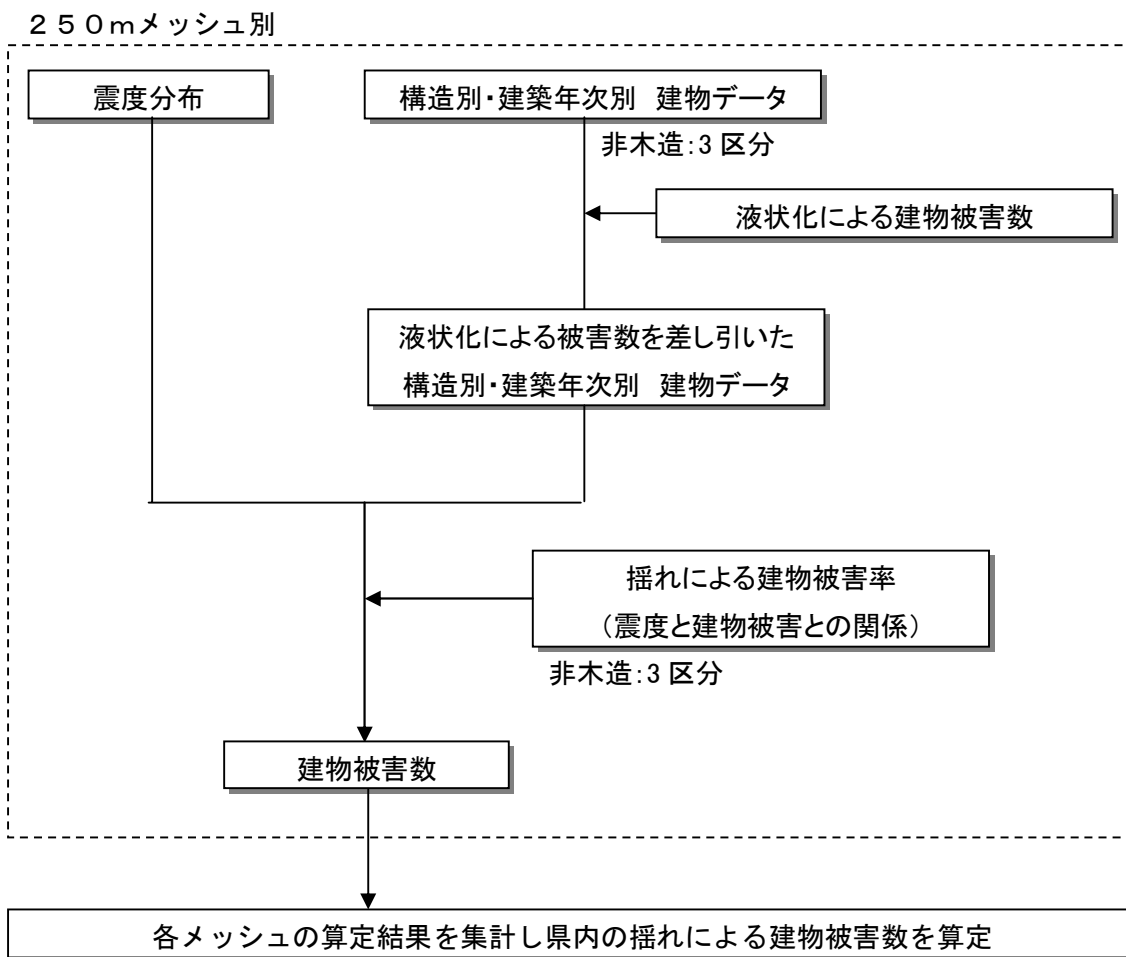 ２５０ｍメッシュ別
震度分布
構造別・建築年次別　建物データ
非木造：3 区分
液状化による建物被害数
液状化による被害数を差し引いた
構造別・建築年次別　建物データ
揺れによる建物被害率
（震度と建物被害との関係）
非木造：3 区分
建物被害数
各メッシュの算定結果を集計し県内の揺れによる建物被害数を算定